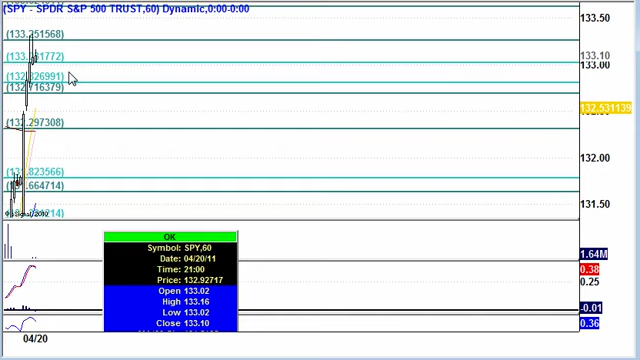 (SPY - SPDR S&P 500 TRUST,60) Dynamic,0:00-0:00
133.50
(133.251568)
133.10
133.00
(132.716379)
132.531139
(132.297308)
132.00
131.50
1.64M
0.38
0.25
-0.01
0.36
OK
Symbol: SPY,60
Date: 04/20/11
Time: 21:00
Price: 132.92717
Open 133.02
High 133.16
Low 133.02
Close 133.10
04/20